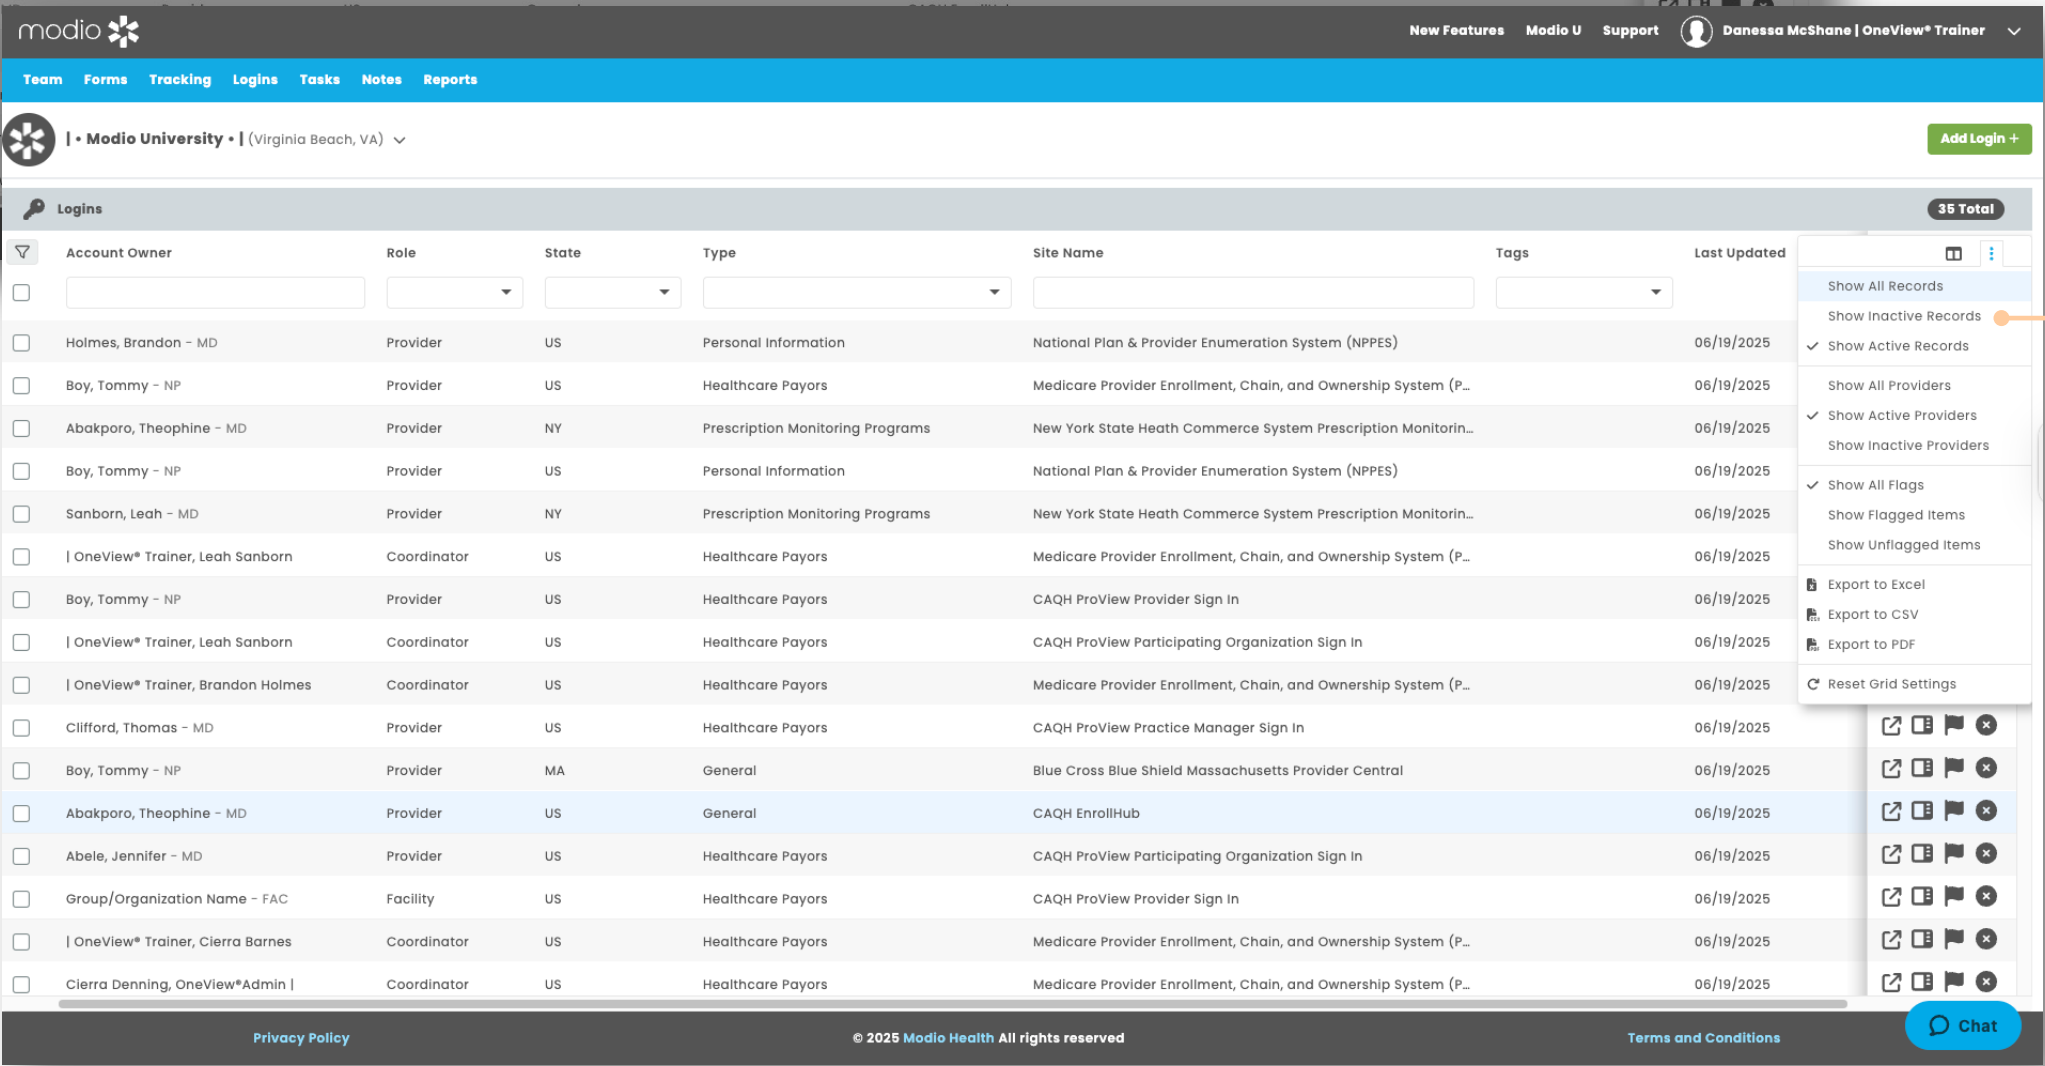 modio
New Features Modio U Support Danessa McShane | OneView® Trainer
Team Forms Tracking Logins Tasks Notes Reports
| • Modio University • | (Virginia Beach, VA)
Add Login +
Logins
35 Total
Account Owner Role State Type Site Name Tags Last Updated
Holmes, Brandon - MD Provider US Personal Information National Plan & Provider Enumeration System (NPPES) 06/19/2025
Boy, Tommy - NP Provider US Healthcare Payors Medicare Provider Enrollment, Chain, and Ownership System (P... 06/19/2025
Abakporo, Theophine - MD Provider NY Prescription Monitoring Programs New York State Heath Commerce System Prescription Monitorin... 06/19/2025
Boy, Tommy - NP Provider US Personal Information National Plan & Provider Enumeration System (NPPES) 06/19/2025
Sanborn, Leah - MD Provider NY Prescription Monitoring Programs New York State Heath Commerce System Prescription Monitorin... 06/19/2025
| OneView® Trainer, Leah Sanborn Coordinator US Healthcare Payors Medicare Provider Enrollment, Chain, and Ownership System (P... 06/19/2025
Boy, Tommy - NP Provider US Healthcare Payors CAQH ProView Provider Sign In 06/19/2025
| OneView® Trainer, Leah Sanborn Coordinator US Healthcare Payors CAQH ProView Participating Organization Sign In 06/19/2025
| OneView® Trainer, Brandon Holmes Coordinator US Healthcare Payors Medicare Provider Enrollment, Chain, and Ownership System (P... 06/19/2025
Clifford, Thomas - MD Provider US Healthcare Payors CAQH ProView Practice Manager Sign In 06/19/2025
Boy, Tommy - NP Provider MA General Blue Cross Blue Shield Massachusetts Provider Central 06/19/2025
Abakporo, Theophine - MD Provider US General CAQH EnrollHub 06/19/2025
Abele, Jennifer - MD Provider US Healthcare Payors CAQH ProView Participating Organization Sign In 06/19/2025
Group/Organization Name - FAC Facility US Healthcare Payors CAQH ProView Provider Sign In 06/19/2025
| OneView® Trainer, Cierra Barnes Coordinator US Healthcare Payors Medicare Provider Enrollment, Chain, and Ownership System (P... 06/19/2025
Cierra Denning, OneView®Admin | Coordinator US Healthcare Payors Medicare Provider Enrollment, Chain, and Ownership System (P... 06/19/2025
Show All Records
Show Inactive Records
Show Active Records
Show All Providers
Show Active Providers
Show Inactive Providers
Show All Flags
Show Flagged Items
Show Unflagged Items
Export to Excel
Export to CSV
Export to PDF
Reset Grid Settings
Privacy Policy © 2025 Modio Health All rights reserved Terms and Conditions
Chat